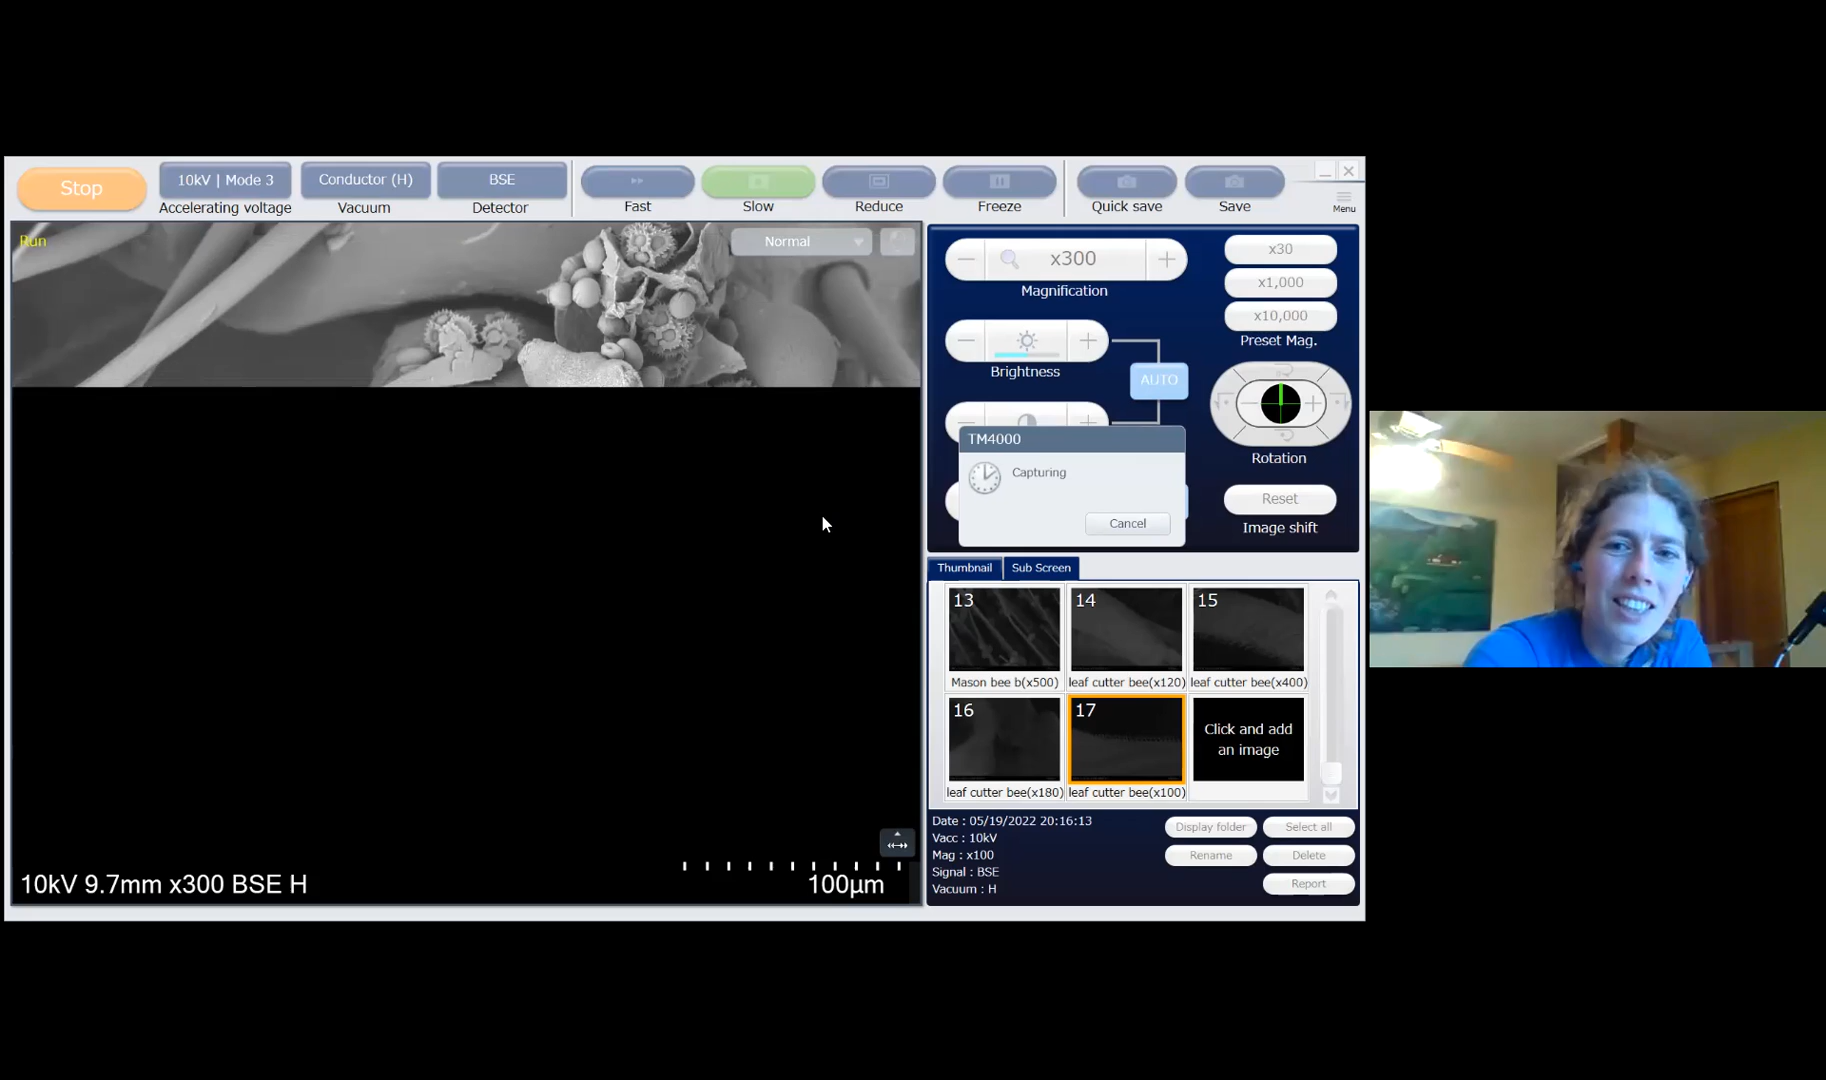 Stop
10kV | Mode 3
Accelerating voltage
Conductor (H)
Vacuum
BSE
Detector
Fast
Slow
Reduce
Freeze
Quick save
Save
Menu
Run
Normal
x300
Magnification
x30
x1,000
x10,000
Preset Mag.
Brightness
AUTO
Rotation
Reset
Image shift
TM4000
Capturing
Cancel
Thumbnail
Sub Screen
13
14
15
Mason bee b(x500)
leaf cutter bee(x120)
leaf cutter bee(x400)
16
17
Click and add
an image
leaf cutter bee(x180)
leaf cutter bee(x100)
Date : 05/19/2022 20:16:13
Vacc : 10kV
Mag : x100
Signal : BSE
Vacuum : H
Display folder
Select all
Rename
Delete
Report
10kV 9.7mm x300 BSE H
100μm